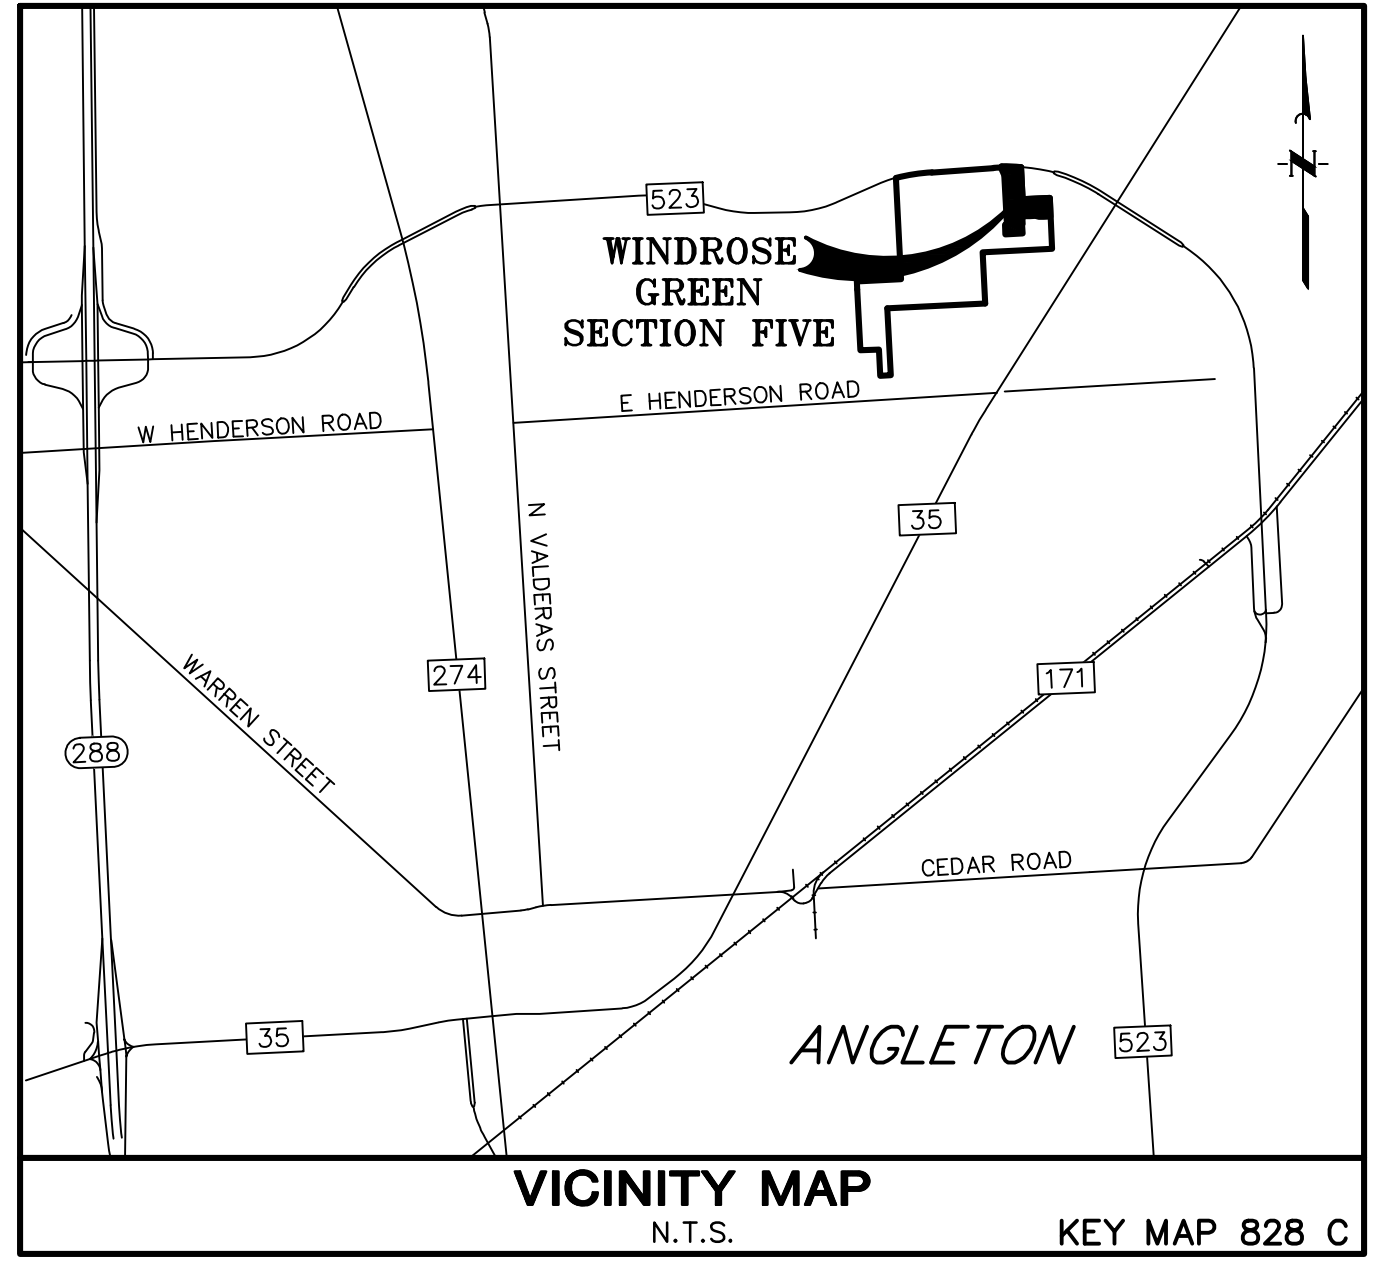 523
WINDROSE
GREEN
SECTION FIVE
N
E HENDERSON ROAD
W HENDERSON ROAD
N VALDERAS STREET
35
274
171
WARREN STREET
288
CEDAR ROAD
35
ANGLETON
523
VICINITY MAP
N.T.S.
KEY MAP 828 C